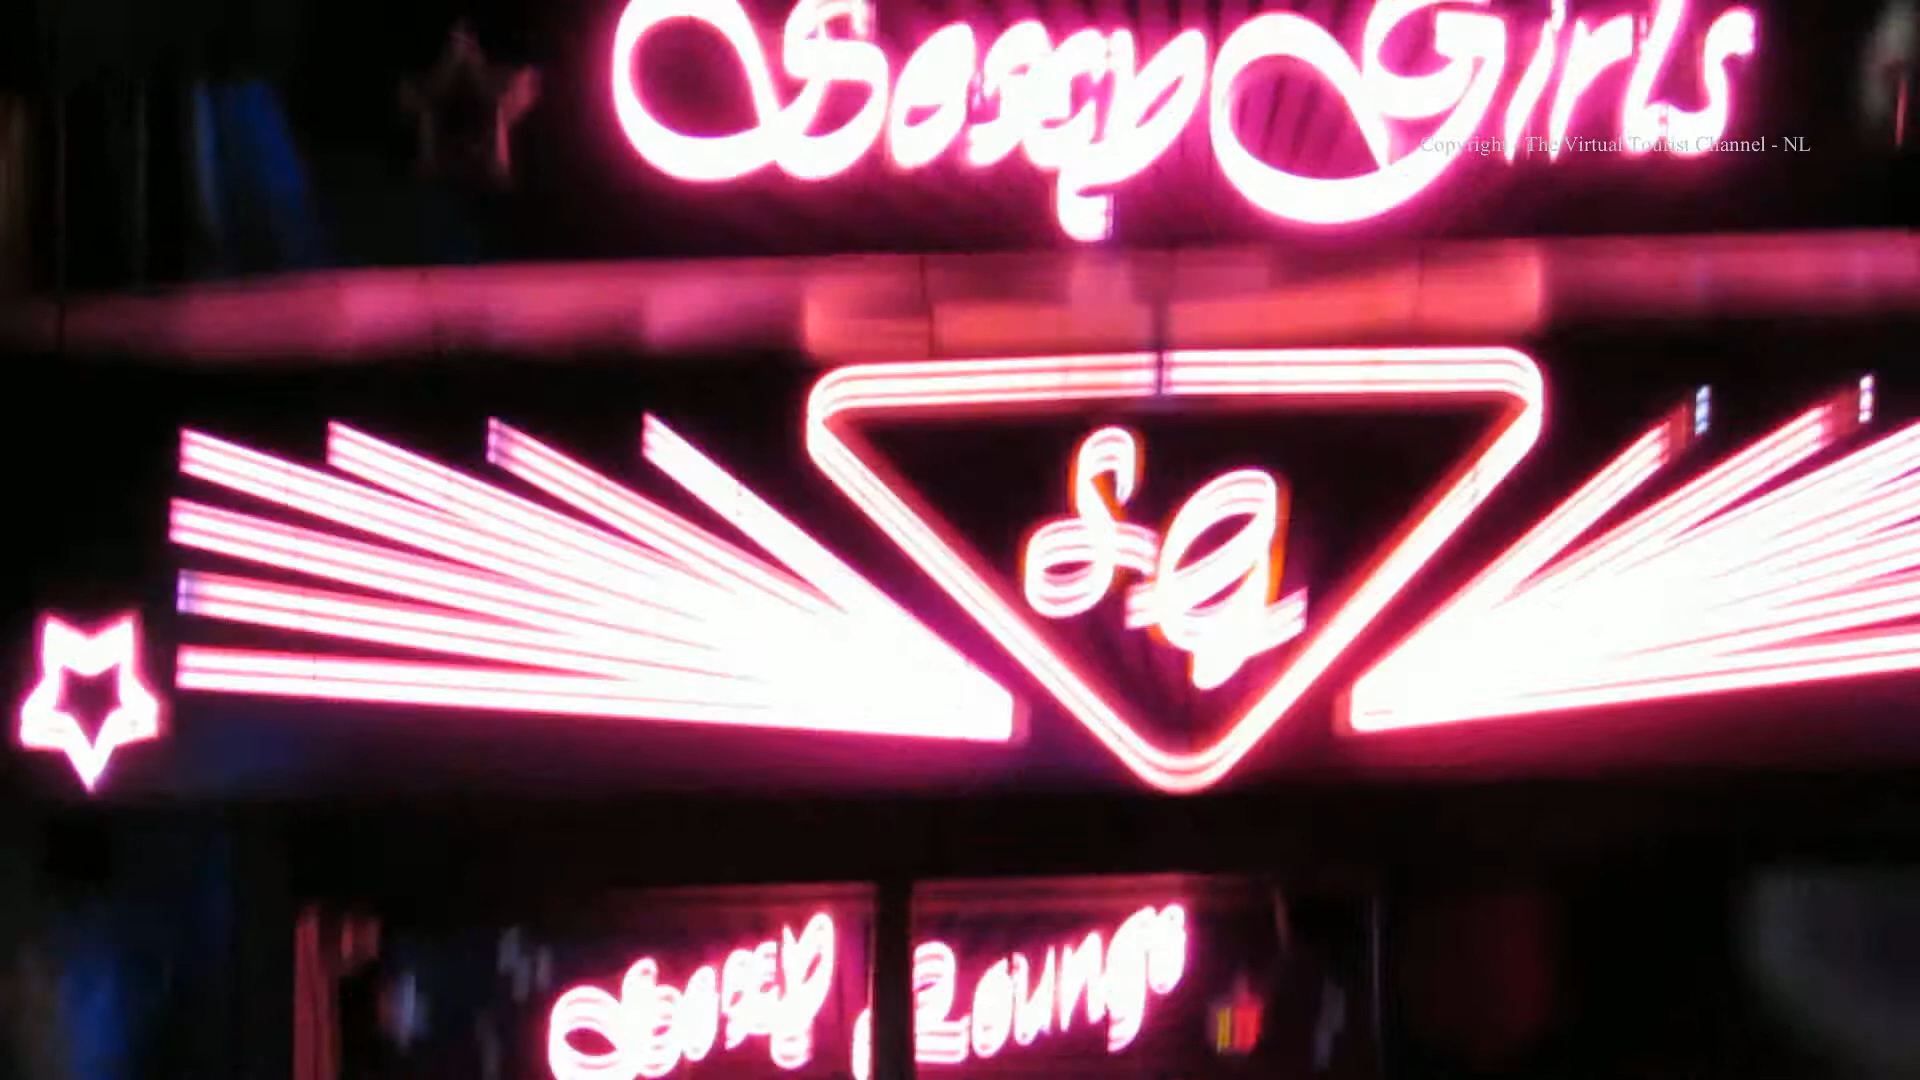 Sexy Girls
Copyright - The Virtual Tourist Channel - NL
SG
Sexy Lounge